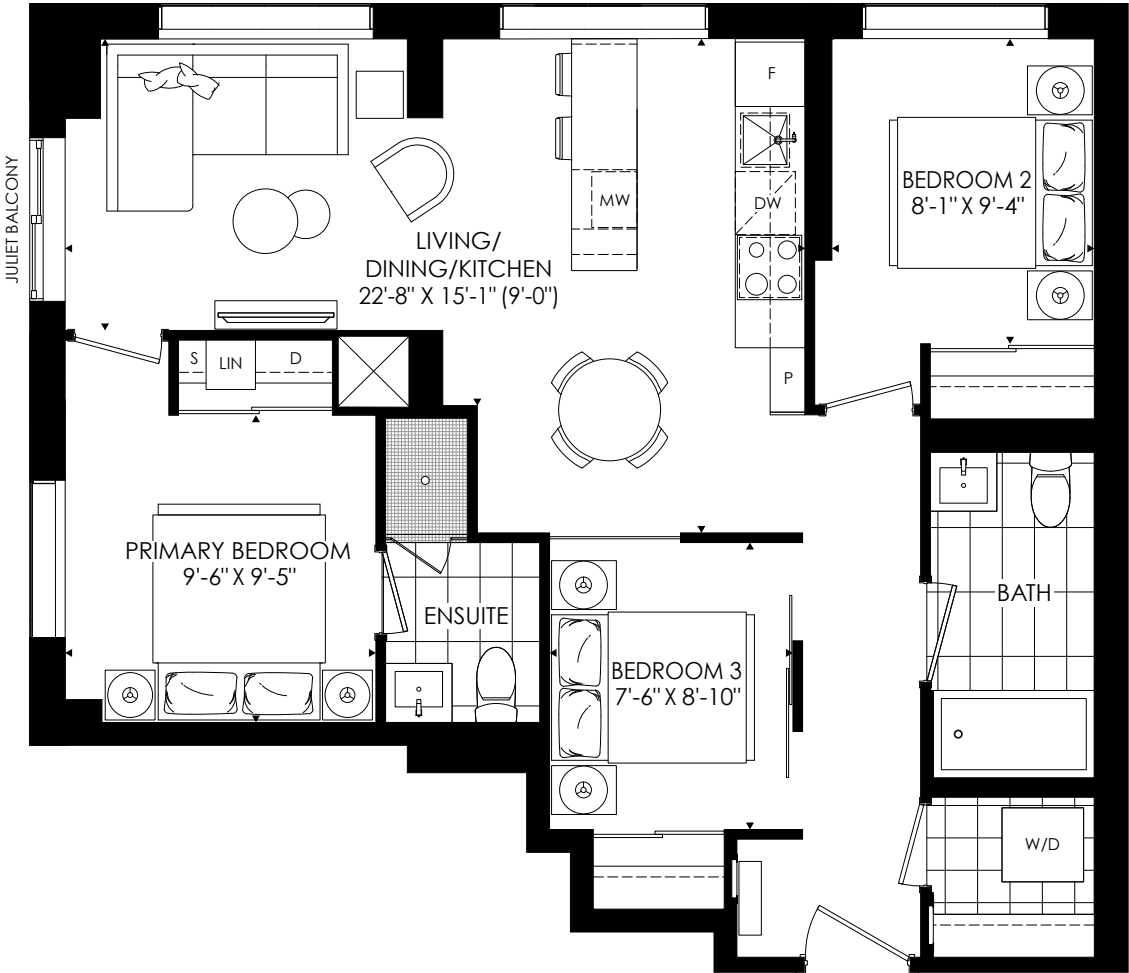 JULIET BALCONY
F
MW
DW
BEDROOM 2
8'-1" X 9'-4"
LIVING/
DINING/KITCHEN
22'-8" X 15'-1" (9'-0")
S
LIN
D
P
PRIMARY BEDROOM
9'-6" X 9'-5"
ENSUITE
BATH
BEDROOM 3
7'-6" X 8'-10"
W/D